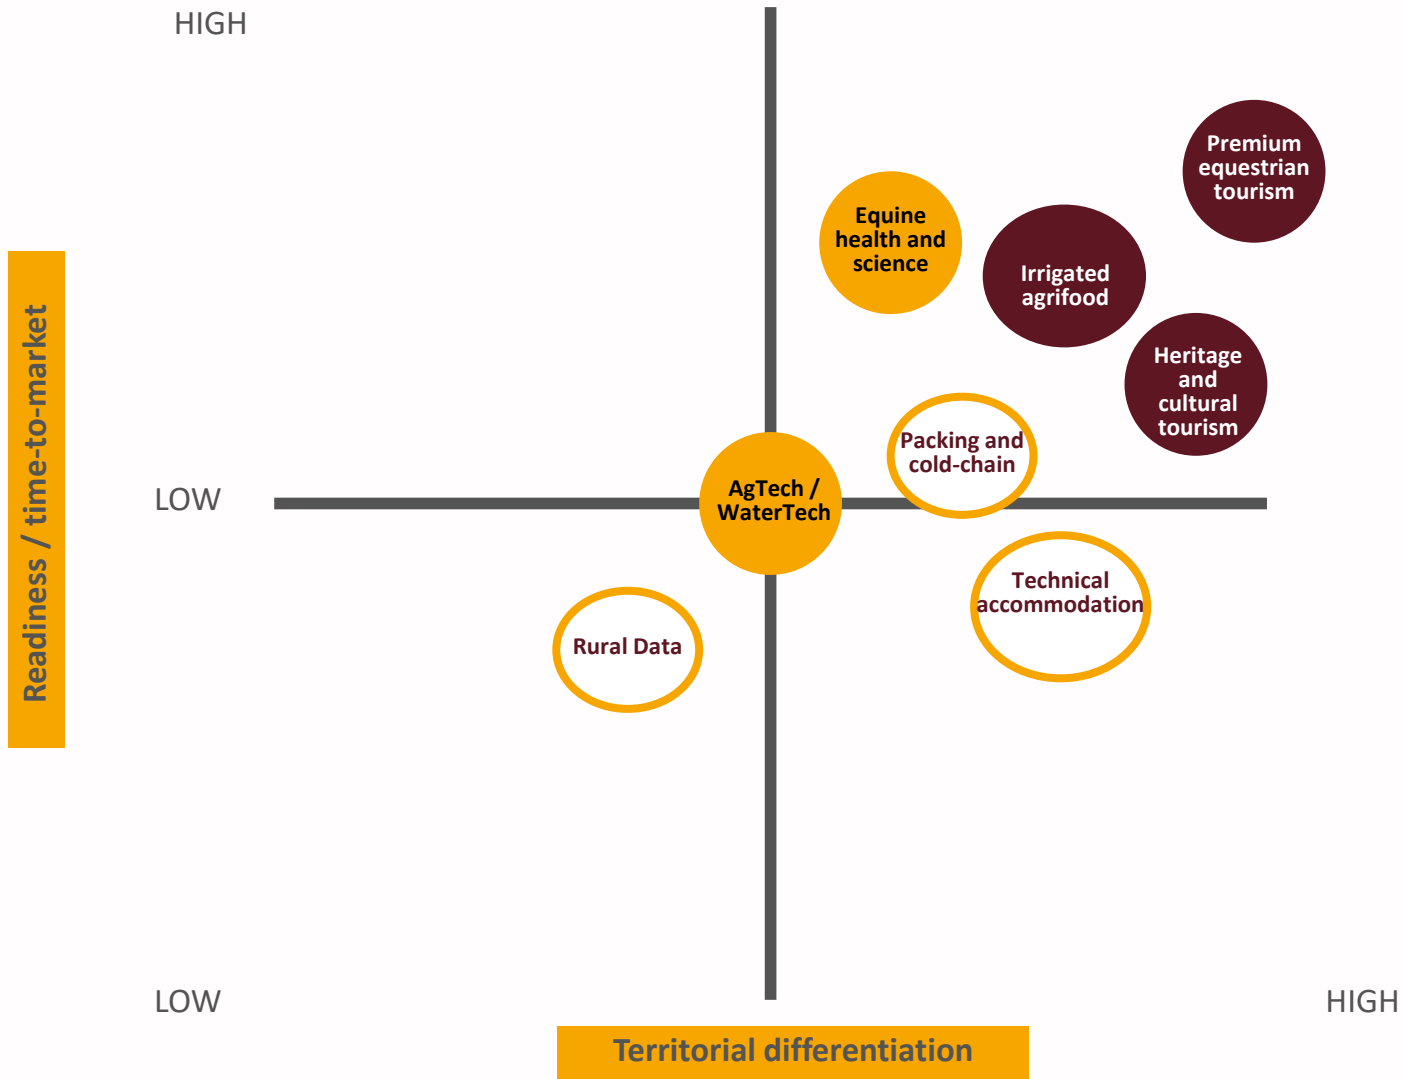 HIGH
Premium
equestrian
tourism
Equine
health and
science
Irrigated
agrifood
Heritage
and
cultural
tourism
Packing and
cold-chain
LOW
AgTech /
WaterTech
Technical
accommodation
Rural Data
Readiness / time-to-market
LOW
HIGH
Territorial differentiation